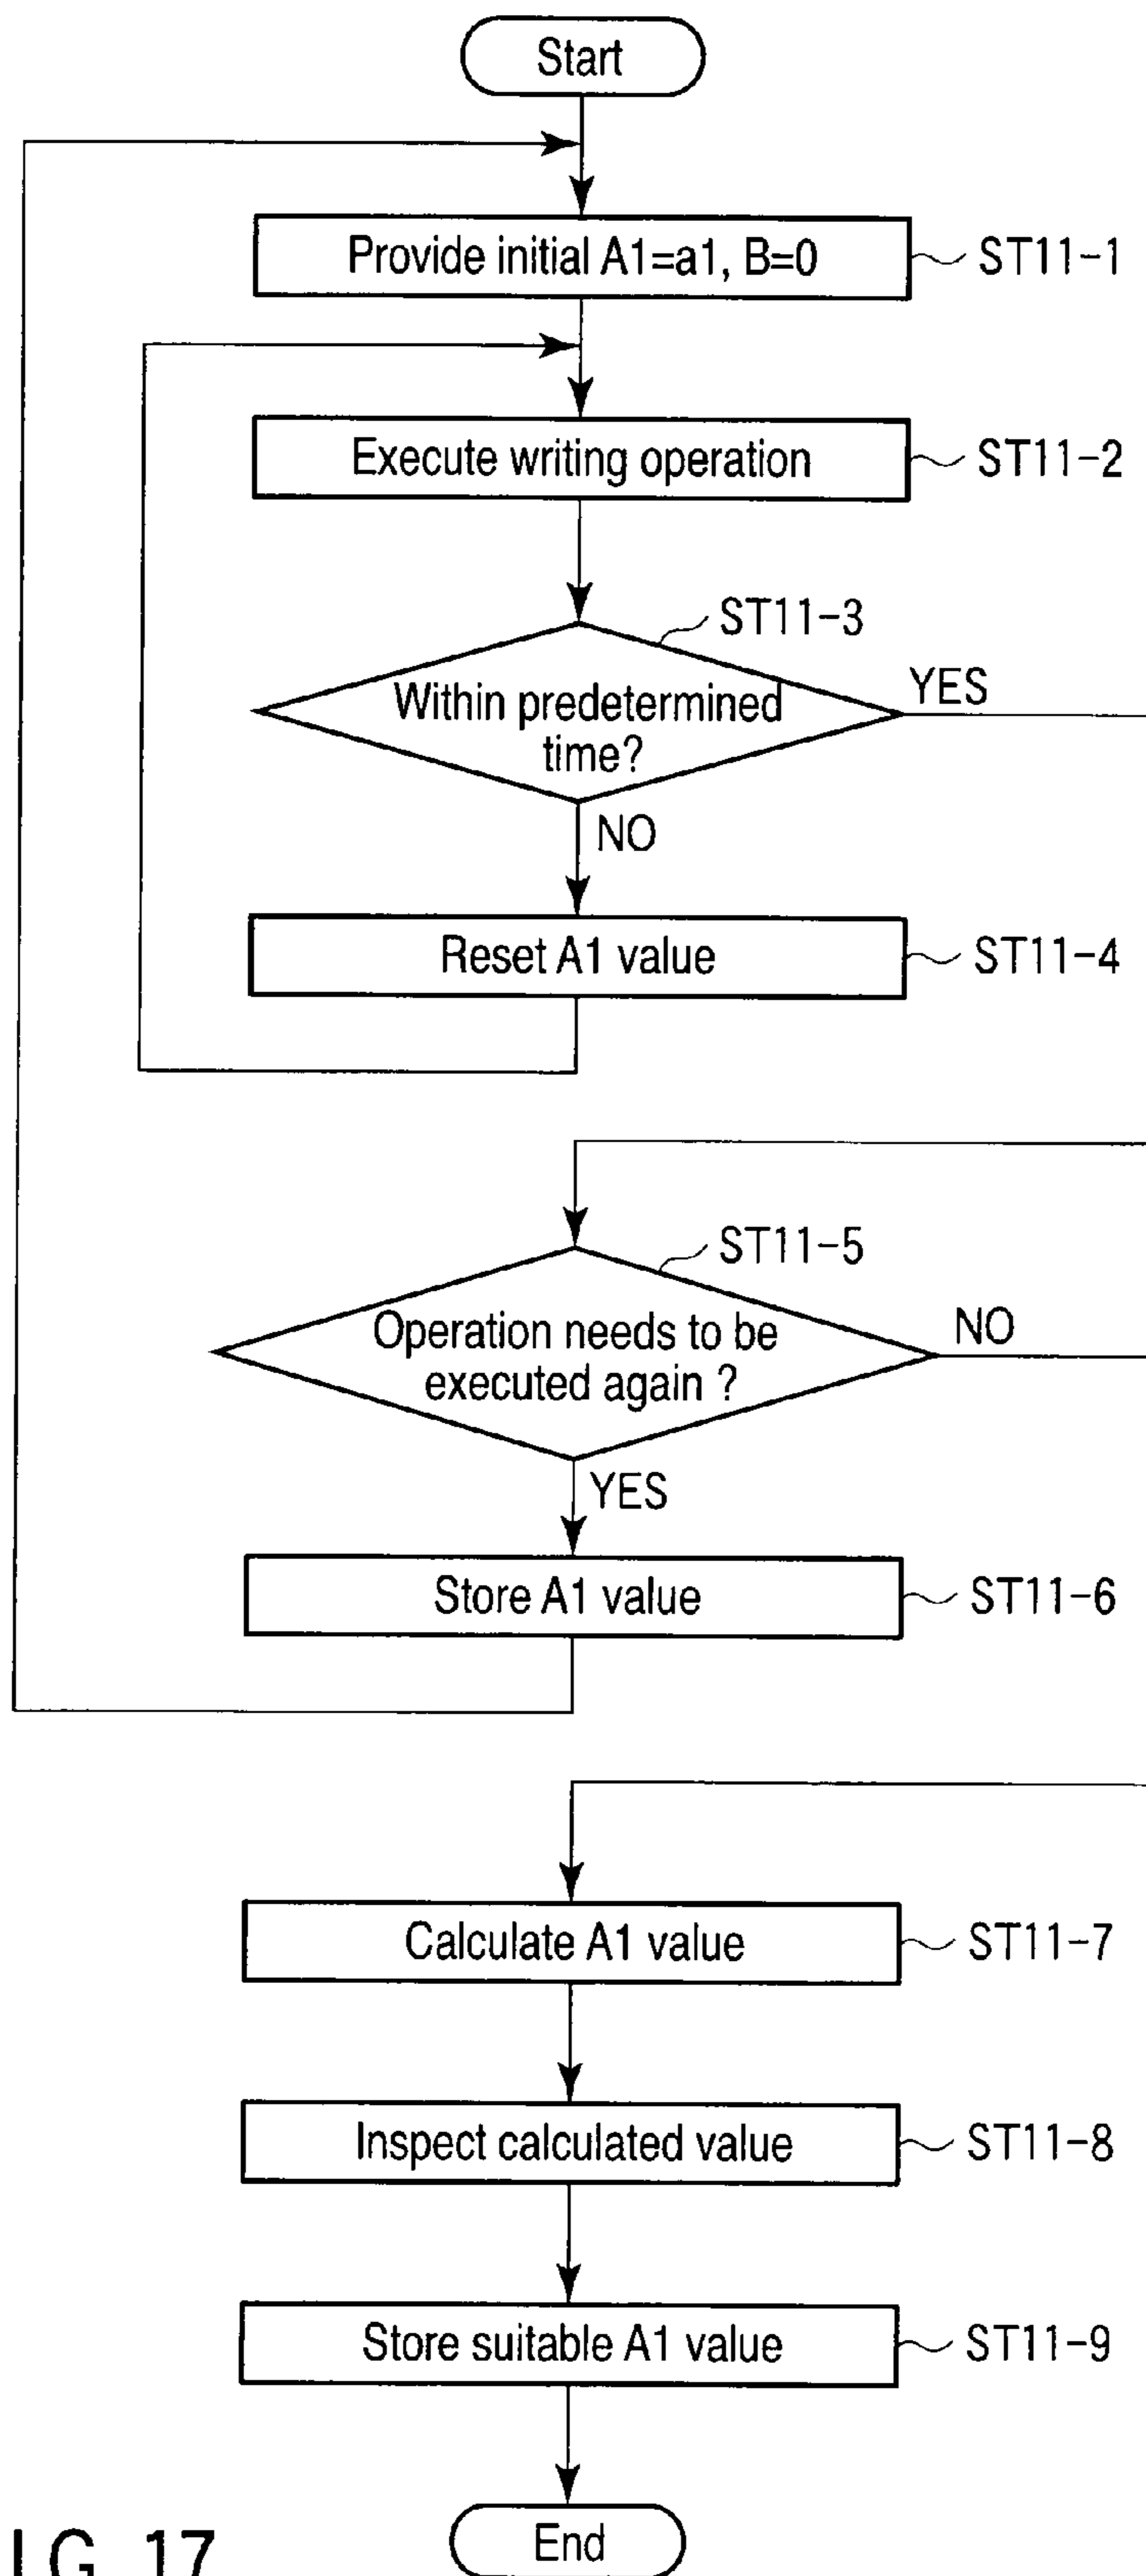 Start
Provide initial A1=a1, B=0
ST11-1
Execute writing operation
ST11-2
ST11-3
Within predetermined
time?
YES
NO
Reset A1 value
ST11-4
ST11-5
Operation needs to be
executed again ?
NO
YES
Store A1 value
ST11-6
Calculate A1 value
ST11-7
Inspect calculated value
ST11-8
Store suitable A1 value
ST11-9
End
IG. 17